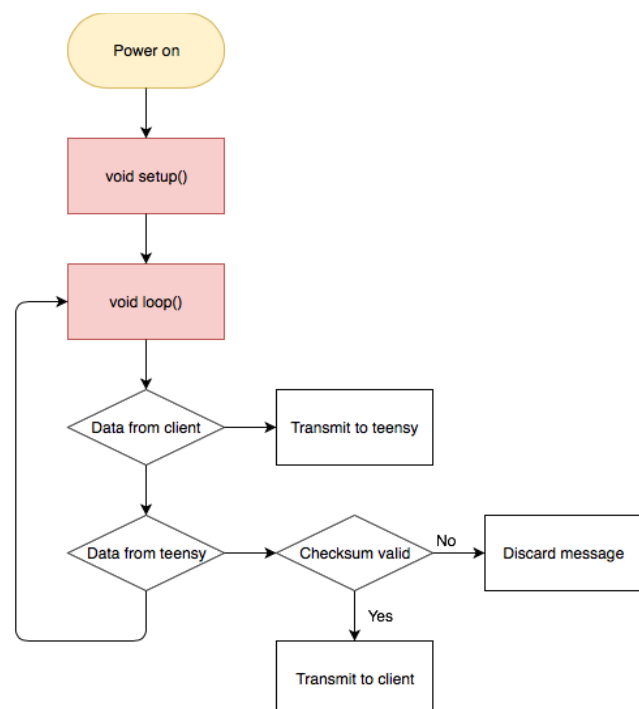 Power on
void setup()
void loop()
Data from client
Transmit to teensy
Data from teensy
Checksum valid
No
Discard message
Yes
Transmit to client